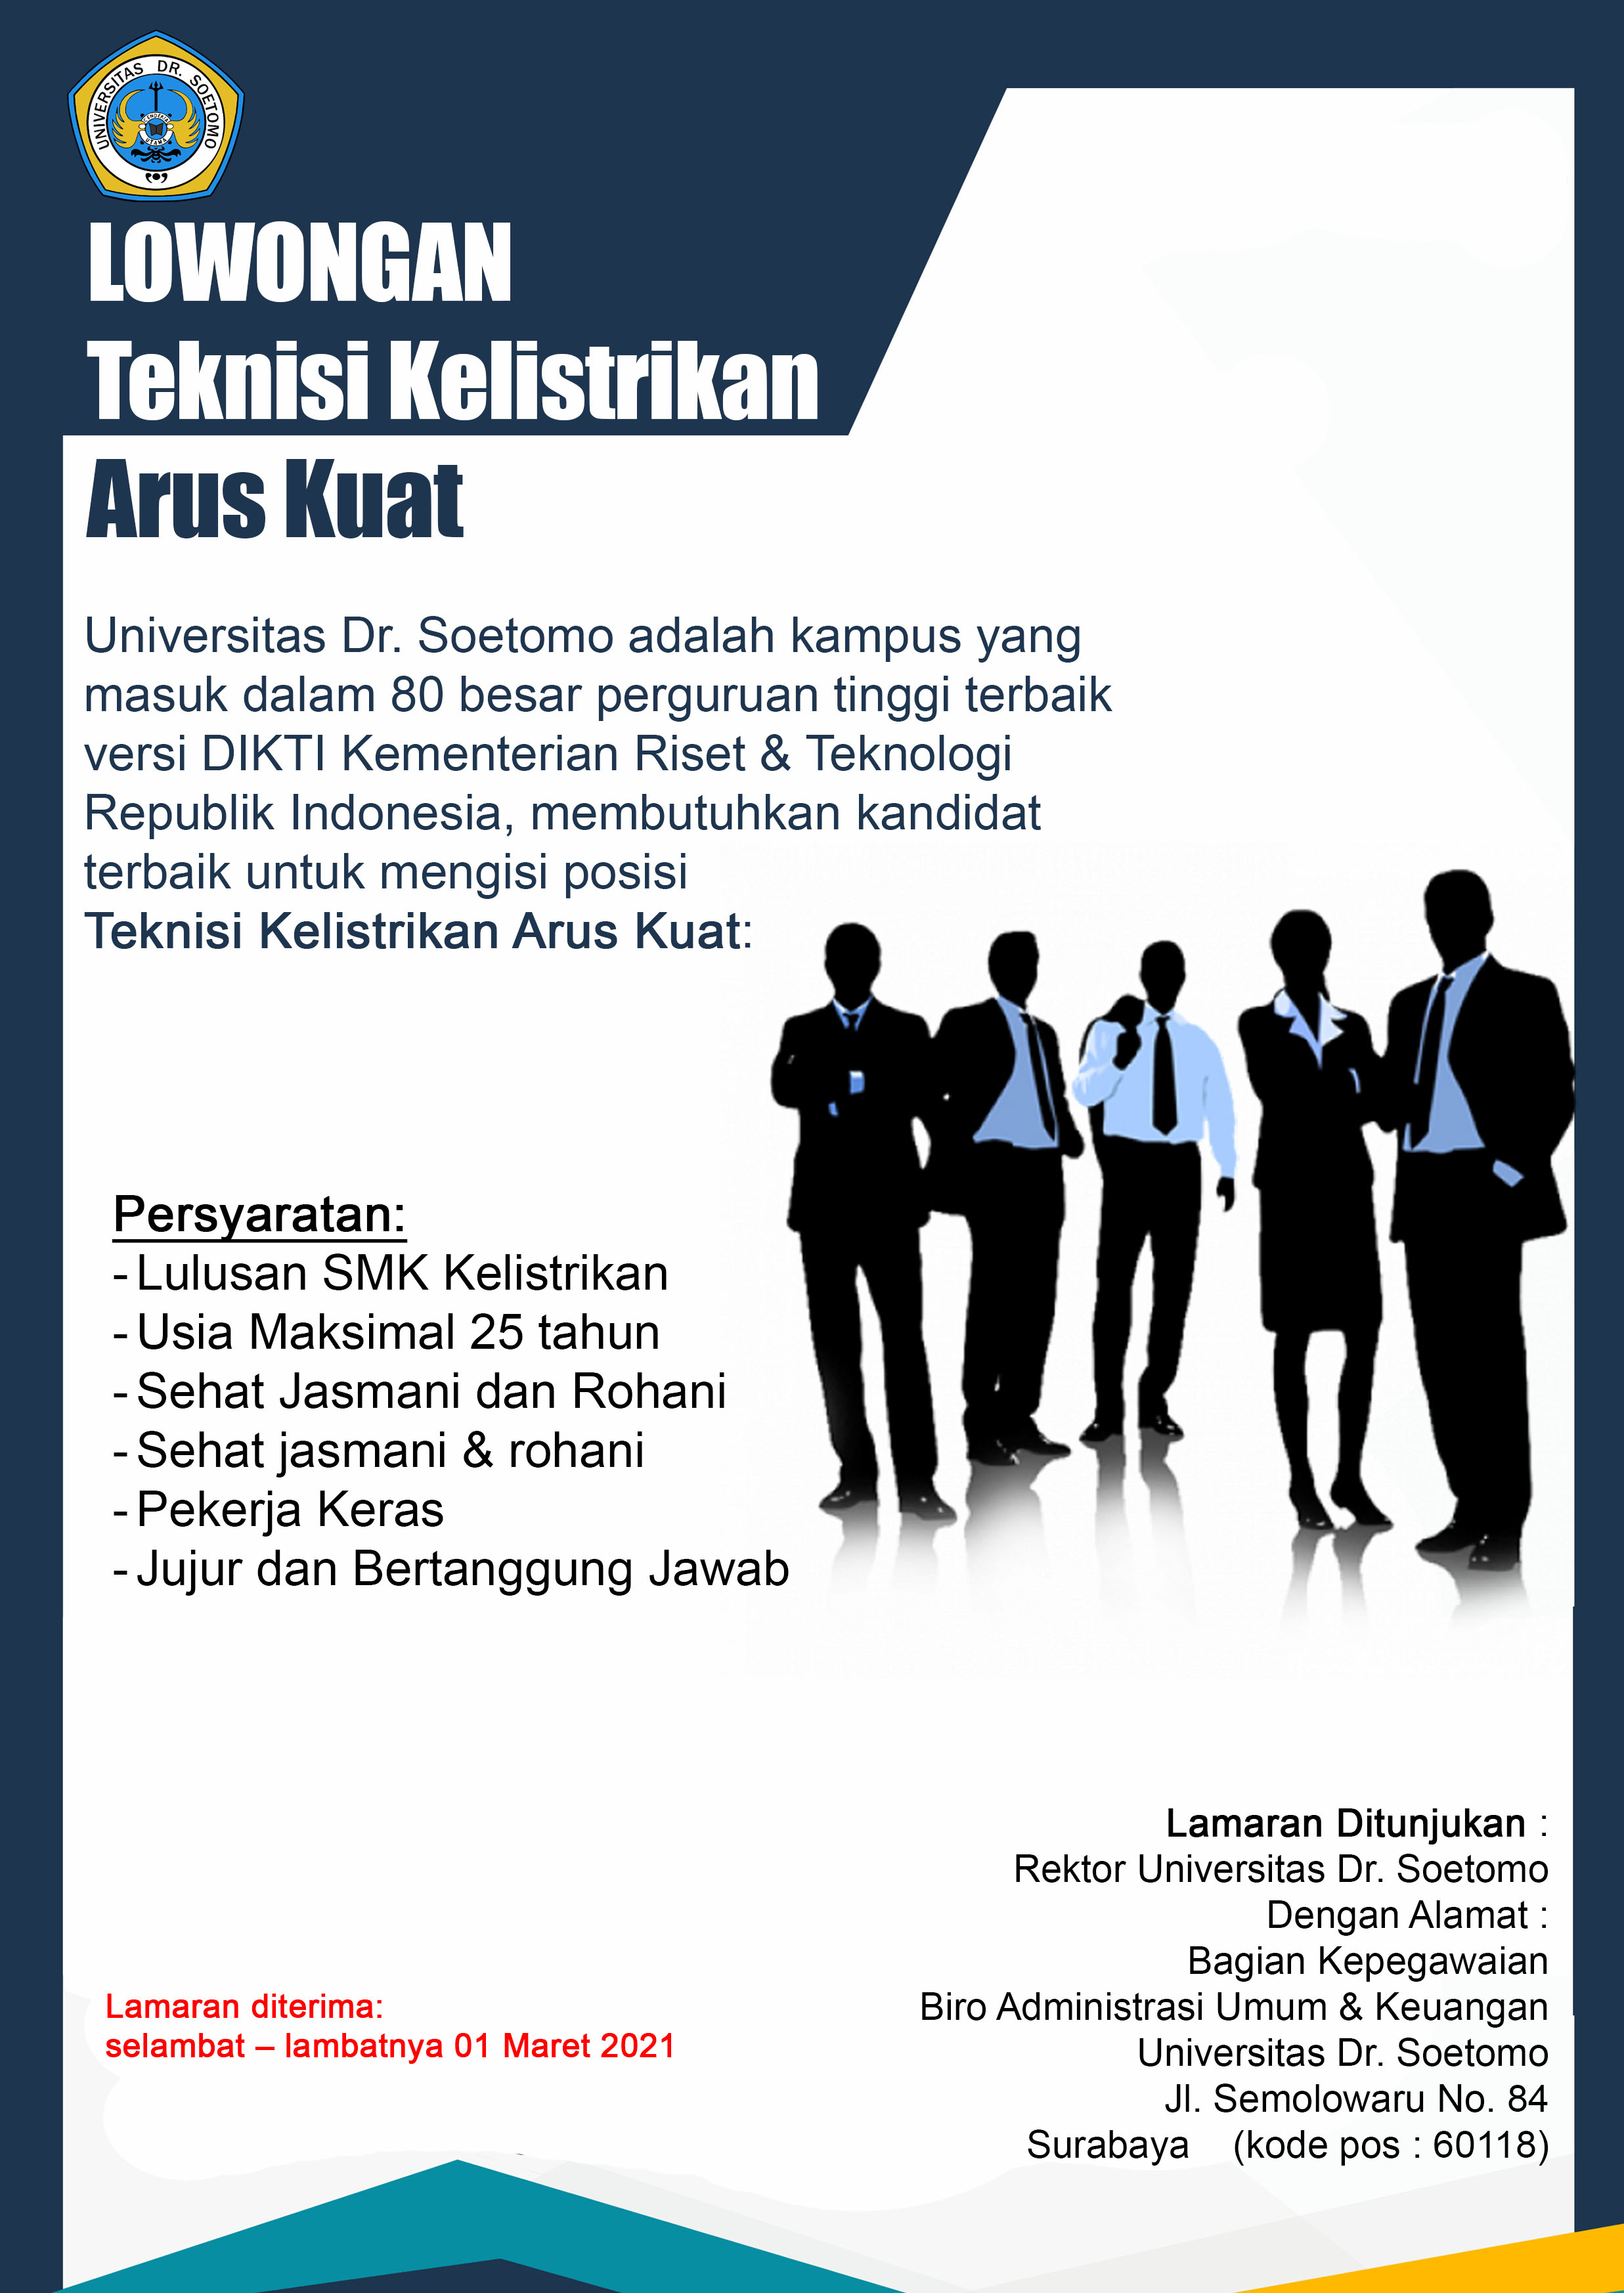 UNIVERSITAS DR. SOETOMO
CENDEKIA
UTAMA
LOWONGAN
Teknisi Kelistrikan
Arus Kuat
Universitas Dr. Soetomo adalah kampus yang
masuk dalam 80 besar perguruan tinggi terbaik
versi DIKTI Kementerian Riset & Teknologi
Republik Indonesia, membutuhkan kandidat
terbaik untuk mengisi posisi
Teknisi Kelistrikan Arus Kuat:
Persyaratan:
- Lulusan SMK Kelistrikan
- Usia Maksimal 25 tahun
- Sehat Jasmani dan Rohani
- Sehat jasmani & rohani
- Pekerja Keras
- Jujur dan Bertanggung Jawab
Lamaran Ditunjukan :
Rektor Universitas Dr. Soetomo
Dengan Alamat :
Bagian Kepegawaian
Biro Administrasi Umum & Keuangan
Universitas Dr. Soetomo
Jl. Semolowaru No. 84
Surabaya (kode pos : 60118)
Lamaran diterima:
selambat – lambatnya 01 Maret 2021